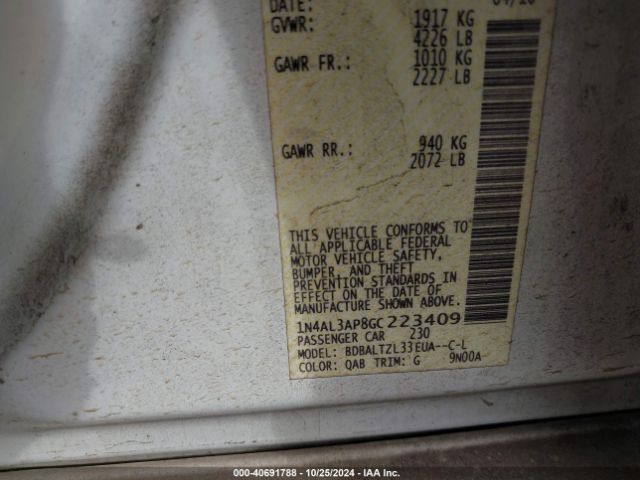 DATE: 04/16
GVWR: 1917 KG
4226 LB
GAWR FR.: 1010 KG
2227 LB
GAWR RR.: 940 KG
2072 LB
THIS VEHICLE CONFORMS TO
ALL APPLICABLE FEDERAL
MOTOR VEHICLE SAFETY,
BUMPER, AND THEFT
PREVENTION STANDARDS IN
EFFECT ON THE DATE OF
MANUFACTURE SHOWN ABOVE.
1N4AL3AP8GC223409
PASSENGER CAR 230
MODEL: BDBALTZL33EUA--C-L
COLOR: QAB TRIM: G 9N00A
000-40691788 - 10/25/2024 - IAA Inc.